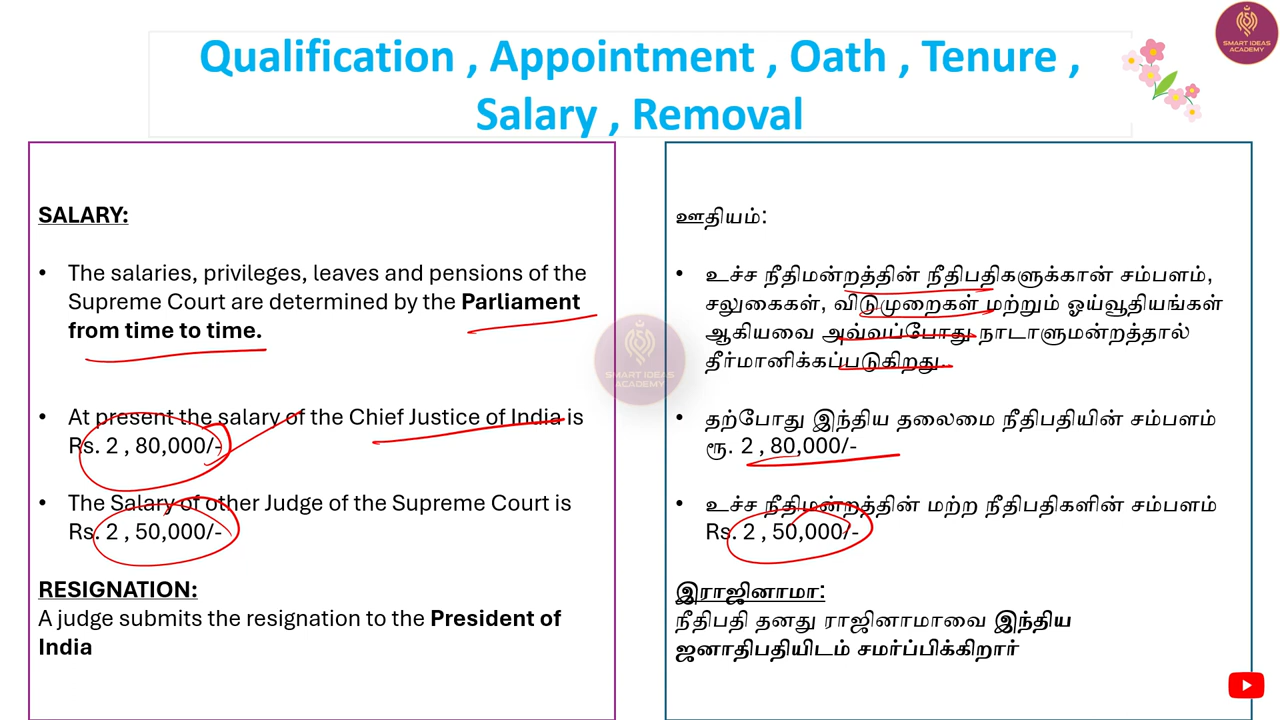 Qualification , Appointment , Oath , Tenure ,
Salary , Removal
SMART IDEAS
ACADEMY
SALARY:
• The salaries, privileges, leaves and pensions of the
Supreme Court are determined by the Parliament
from time to time.
• At present the salary of the Chief Justice of India is
Rs. 2 , 80,000/-
• The Salary of other Judge of the Supreme Court is
Rs. 2 , 50,000/-
RESIGNATION:
A judge submits the resignation to the President of
India
SMART IDEAS
ACADEMY
ஊதியம்:
• உச்ச நீதிமன்றத்தின் நீதிபதிகளுக்கான் சம்பளம்,
சலுகைகள், விடுமுறைகள் மற்றும் ஓய்வூதியங்கள்
ஆகியவை அவ்வப்போது நாடாளுமன்றத்தால்
தீர்மானிக்கப்படுகிறது..
• தற்போது இந்திய தலைமை நீதிபதியின் சம்பளம்
ரூ. 2 , 80,000/-
• உச்ச நீதிமன்றத்தின் மற்ற நீதிபதிகளின் சம்பளம்
Rs. 2 , 50,000/-
இராஜினாமா:
நீதிபதி தனது ராஜினாமாவை இந்திய
ஜனாதிபதியிடம் சமர்ப்பிக்கிறார்